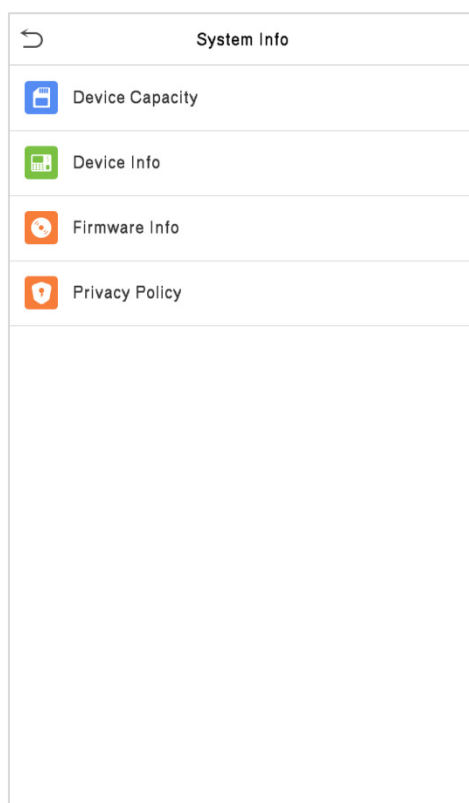 System Info
Device Capacity
Device Info
Firmware Info
Privacy Policy